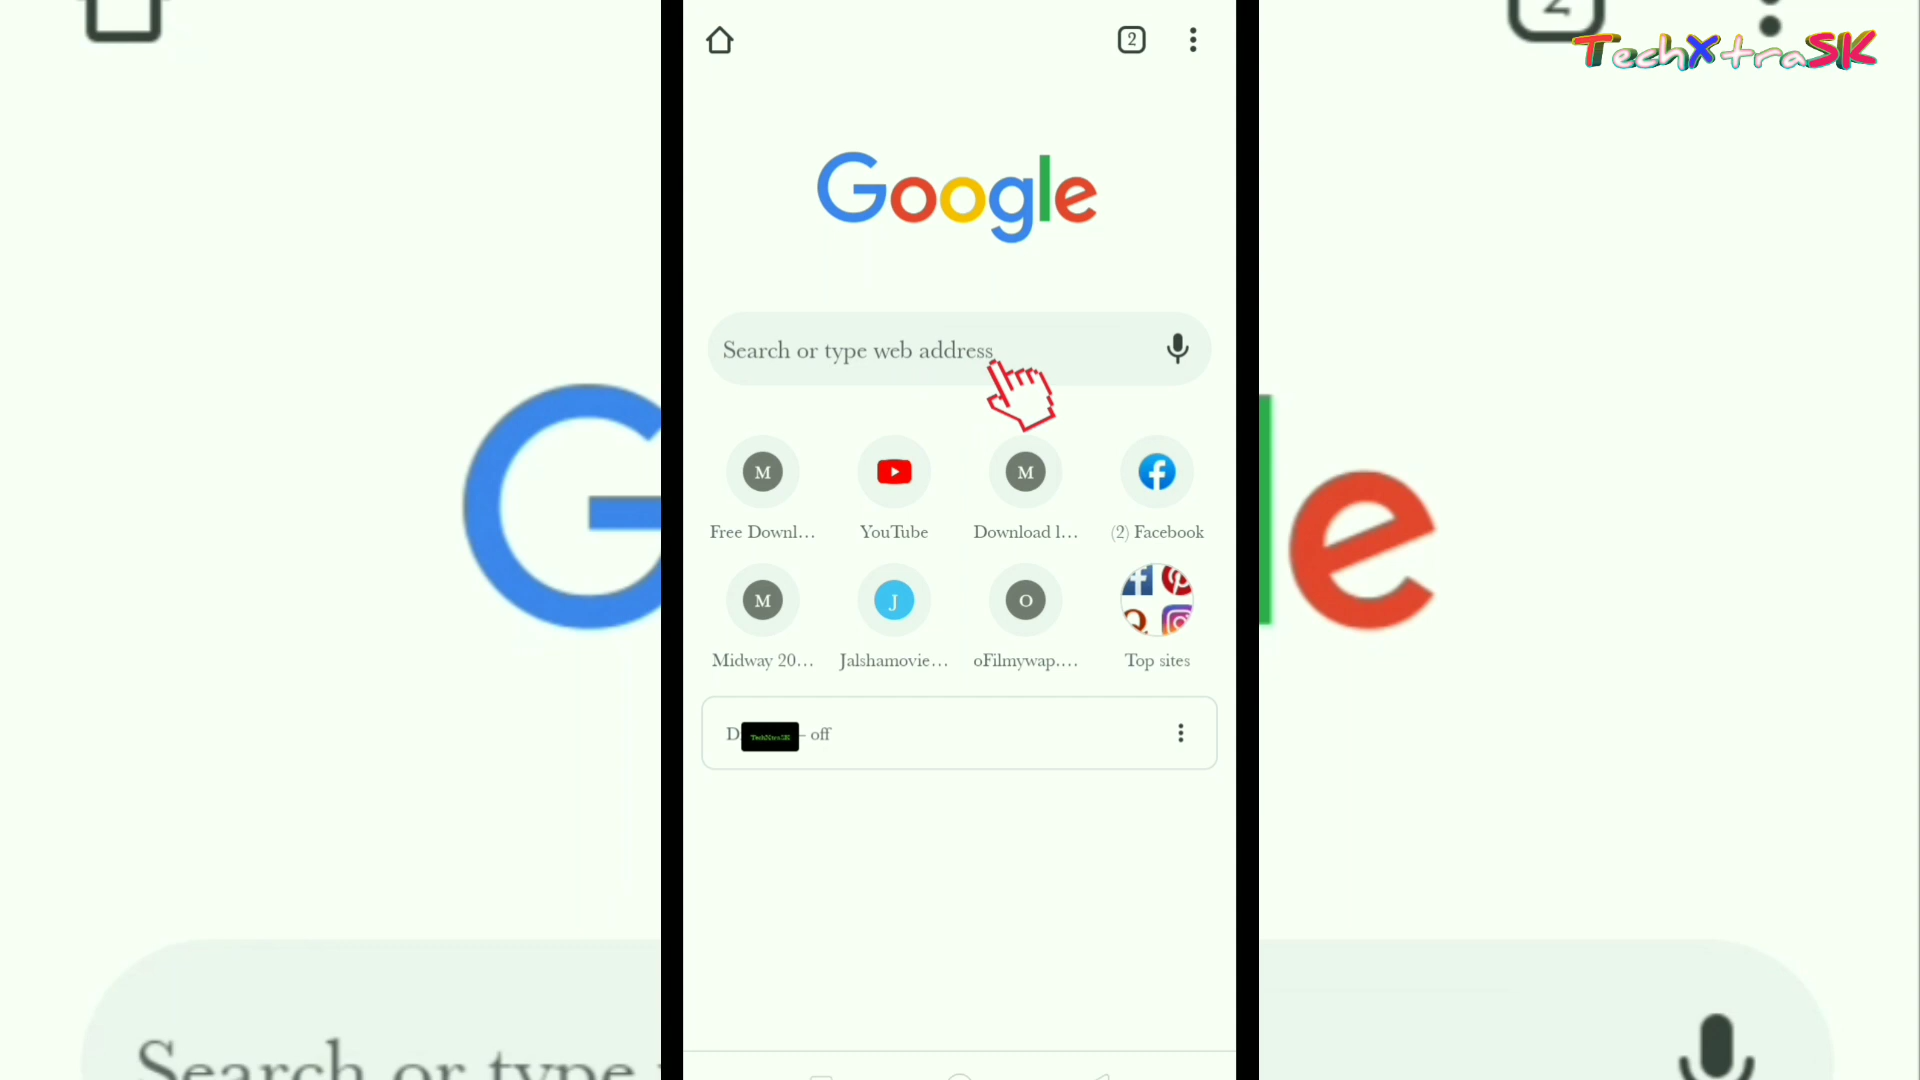 2
TechXtraSK
Google
Search or type web address
M
M
Free Downl...
YouTube
Download l...
(2) Facebook
M
J
O
Midway 20...
Jalshamovie...
oFilmywap....
Top sites
D
TechXtraSK
- off
G
e
Search or type